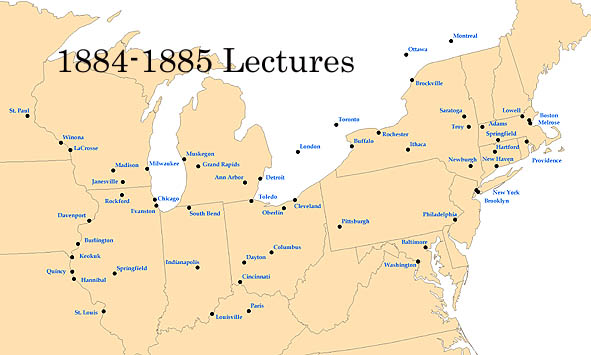 1884-1885 Lectures
Montreal
Ottawa
Brockville
St. Paul
Saratoga
Lowell
Boston
Melrose
Toronto
Troy
Adams
Rochester
Springfield
Winona
LaCrosse
Buffalo
Ithaca
Hartford
London
Muskegon
Newburgh
New Haven
Providence
Madison
Milwaukee
Grand Rapids
Janesville
Ann Arbor
Detroit
Rockford
Chicago
Toledo
Cleveland
New York
Brooklyn
Evanston
South Bend
Oberlin
Davenport
Pittsburgh
Philadelphia
Burlington
Columbus
Baltimore
Keokuk
Dayton
Quincy
Springfield
Indianapolis
Washington
Hannibal
Cincinnati
St. Louis
Louisville
Paris